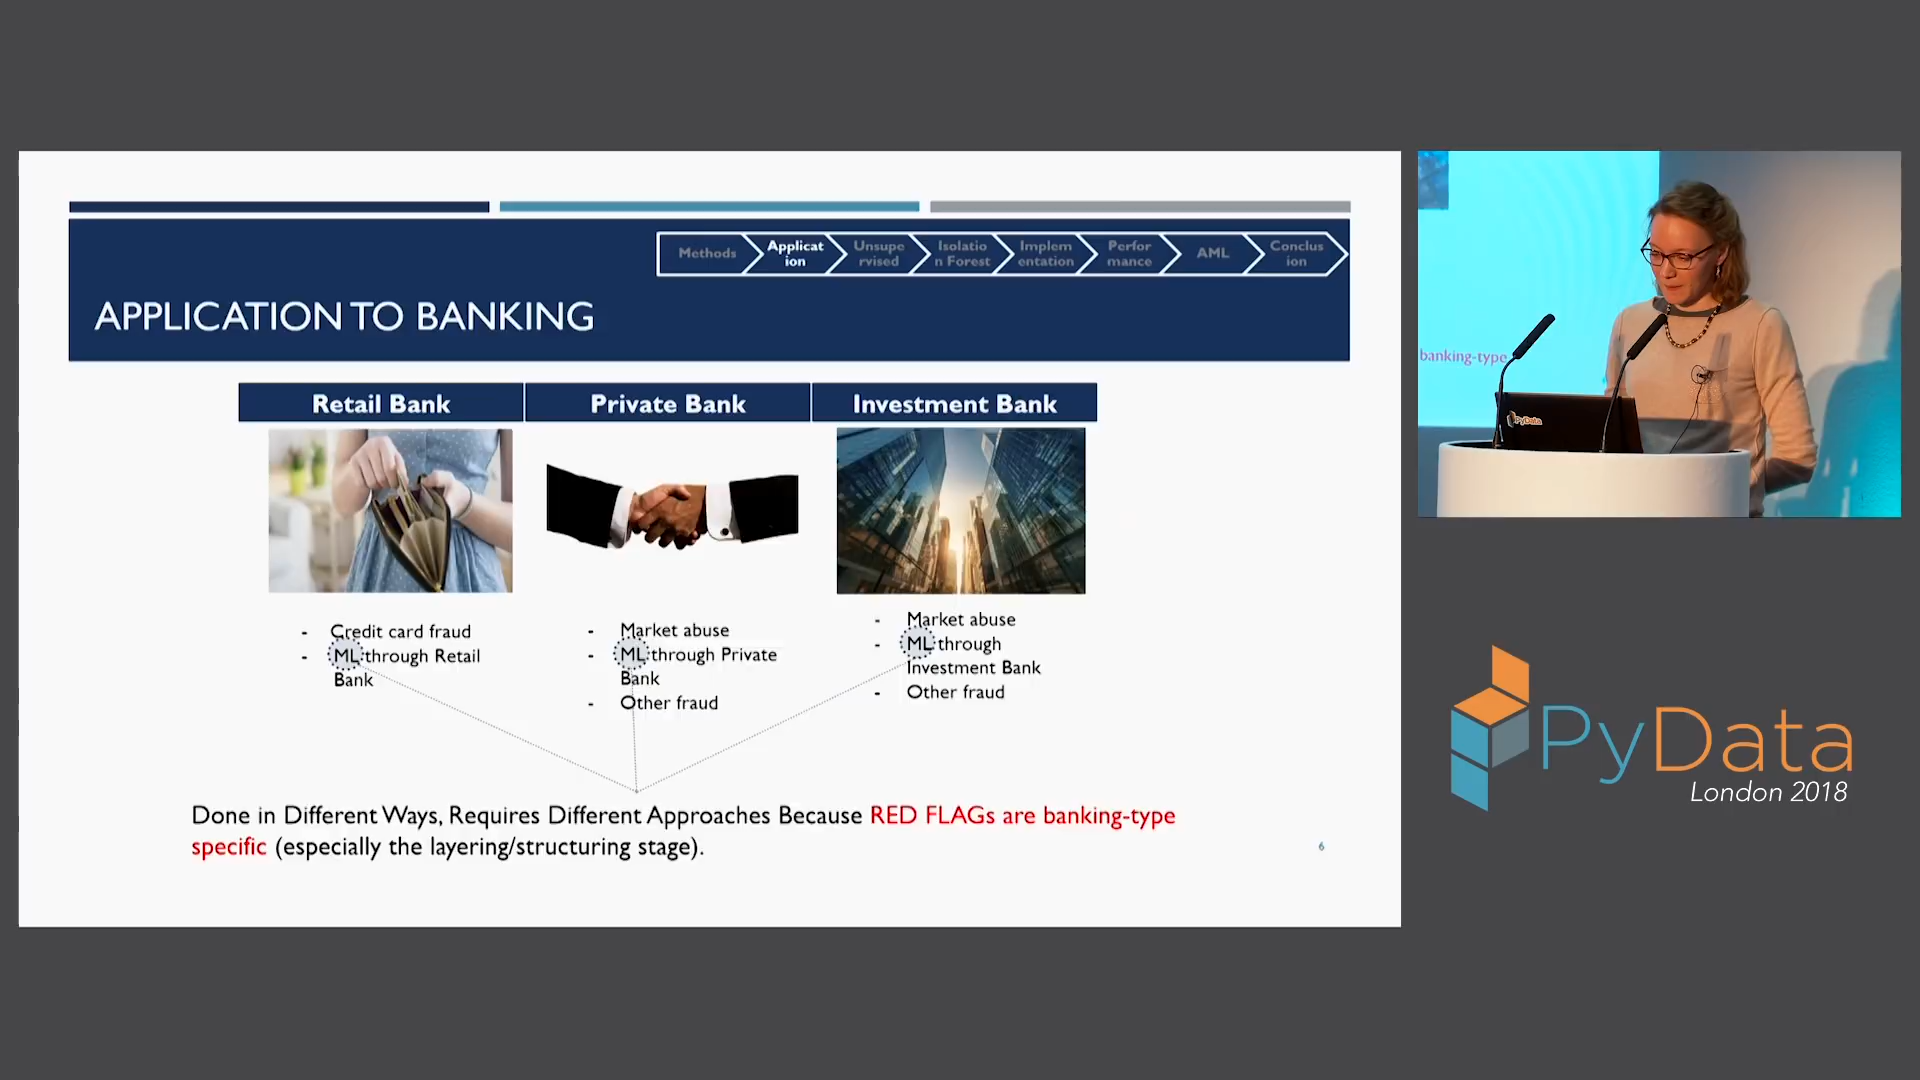 Methods
Applicat
ion
Unsupe
rvised
Isolatio
n Forest
Implem
entation
Perfor
mance
AML
Conclus
ion
APPLICATION TO BANKING
Retail Bank
Private Bank
Investment Bank
- Credit card fraud
- ML through Retail
Bank
- Market abuse
- ML through Private
Bank
- Other fraud
- Market abuse
- ML through
Investment Bank
- Other fraud
Done in Different Ways, Requires Different Approaches Because RED FLAGs are banking-type
specific (especially the layering/structuring stage).
6
banking-type
PyData
PyData
London 2018